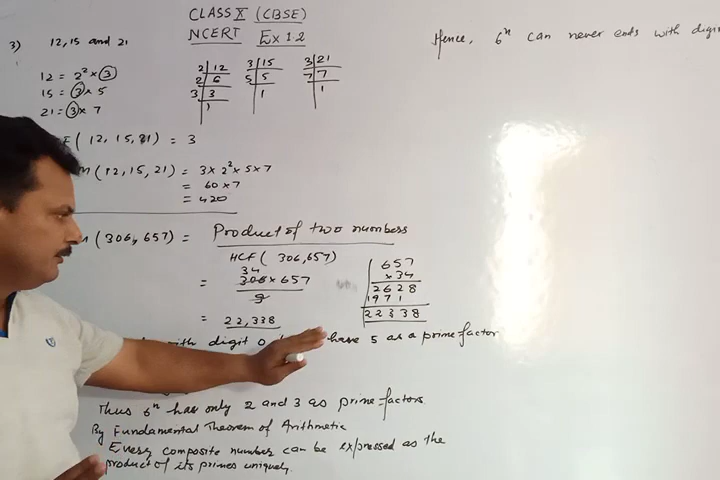 CLASS X (CBSE)
NCERT Ex 1.2
3) 12, 15 and 21
12 = 2² × 3
15 = 3 × 5
21 = 3 × 7
2 12
2 6
3 3
1
3 15
5 5
1
3 21
7 7
1
(12, 15, 21) = 3
(12, 15, 21) = 3 × 2² × 5 × 7
= 60 × 7
= 420
(306, 657) = Product of two numbers
HCF (306, 657)
34
= 306 × 657
9
= 22,338
657
× 34
2628
1971
22338
with digit 0 have 5 as a prime factor
Thus 6ⁿ has only 2 and 3 as prime factors
By Fundamental Theorem of Arithmetic
Every composite number can be expressed as the
product of its primes uniquely.
Hence, 6ⁿ can never ends with